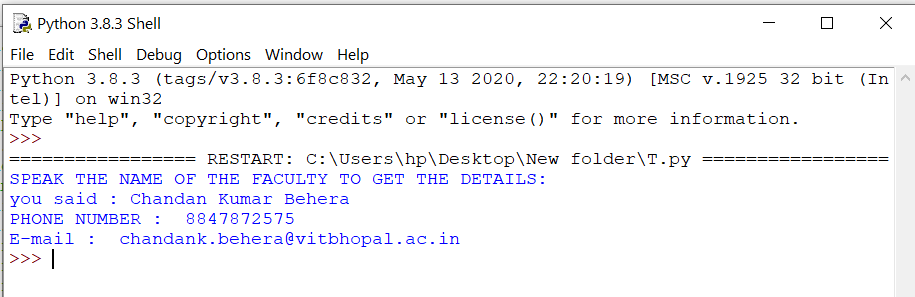 Python 3.8.3 Shell
File Edit Shell Debug Options Window Help
Python 3.8.3 (tags/v3.8.3:6f8c832, May 13 2020, 22:20:19) [MSC v.1925 32 bit (In
tel)] on win32
Type "help", "copyright", "credits" or "license()" for more information.
>>>
================= RESTART: C:\Users\hp\Desktop\New folder\T.py =================
SPEAK THE NAME OF THE FACULTY TO GET THE DETAILS:
you said : Chandan Kumar Behera
PHONE NUMBER :  8847872575
E-mail :  chandank.behera@vitbhopal.ac.in
>>>